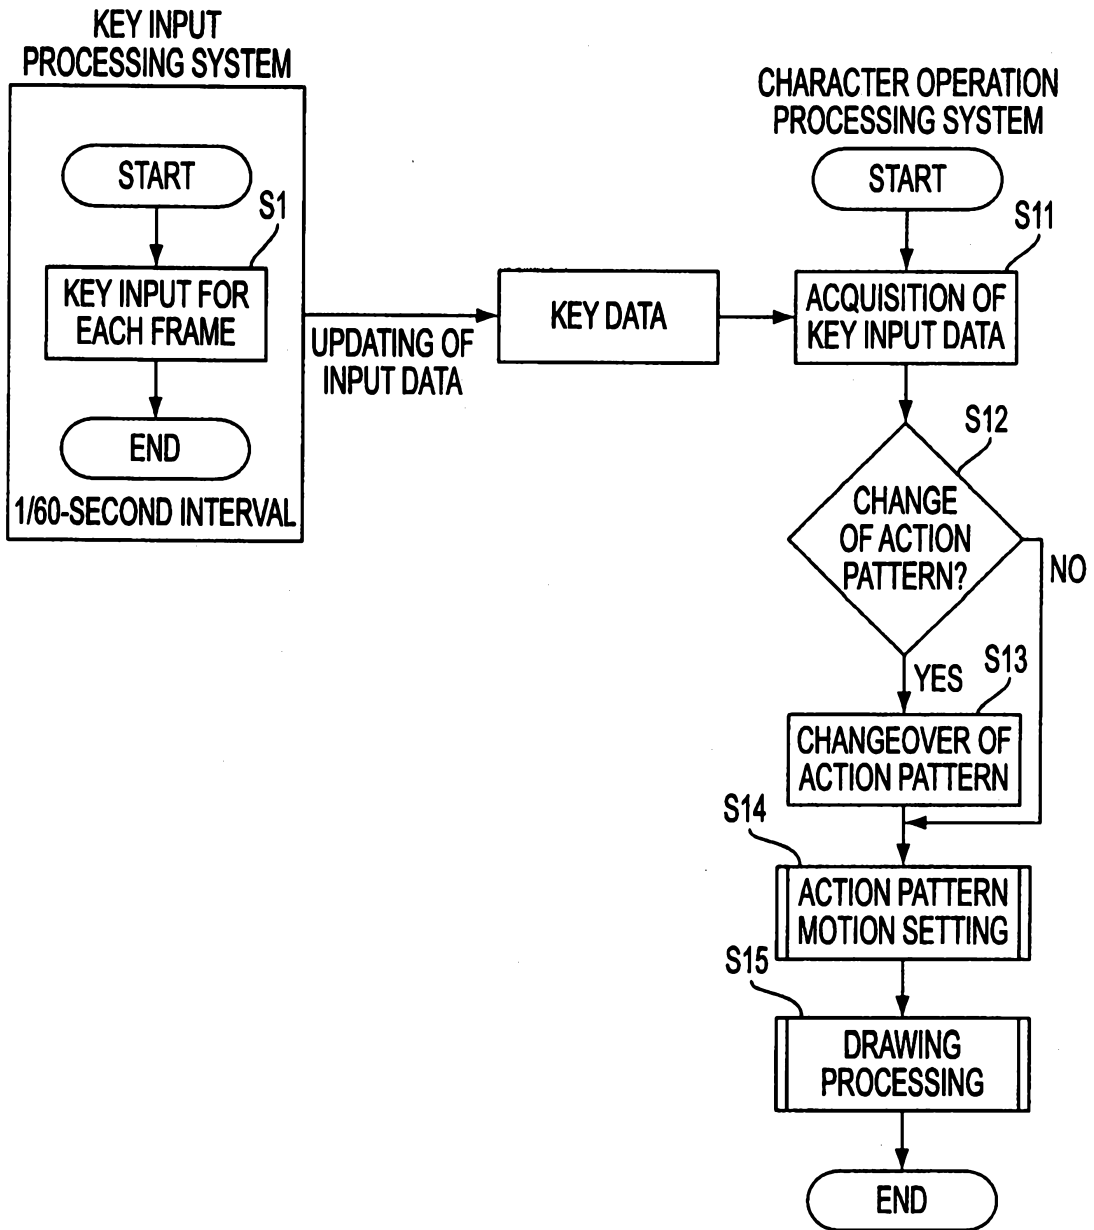 KEY INPUT
PROCESSING SYSTEM
START
S1
KEY INPUT FOR
EACH FRAME
END
1/60-SECOND INTERVAL
UPDATING OF
INPUT DATA
KEY DATA
CHARACTER OPERATION
PROCESSING SYSTEM
START
S11
ACQUISITION OF
KEY INPUT DATA
S12
CHANGE
OF ACTION
PATTERN?
NO
YES
S13
CHANGEOVER OF
ACTION PATTERN
S14
ACTION PATTERN
MOTION SETTING
S15
DRAWING
PROCESSING
END